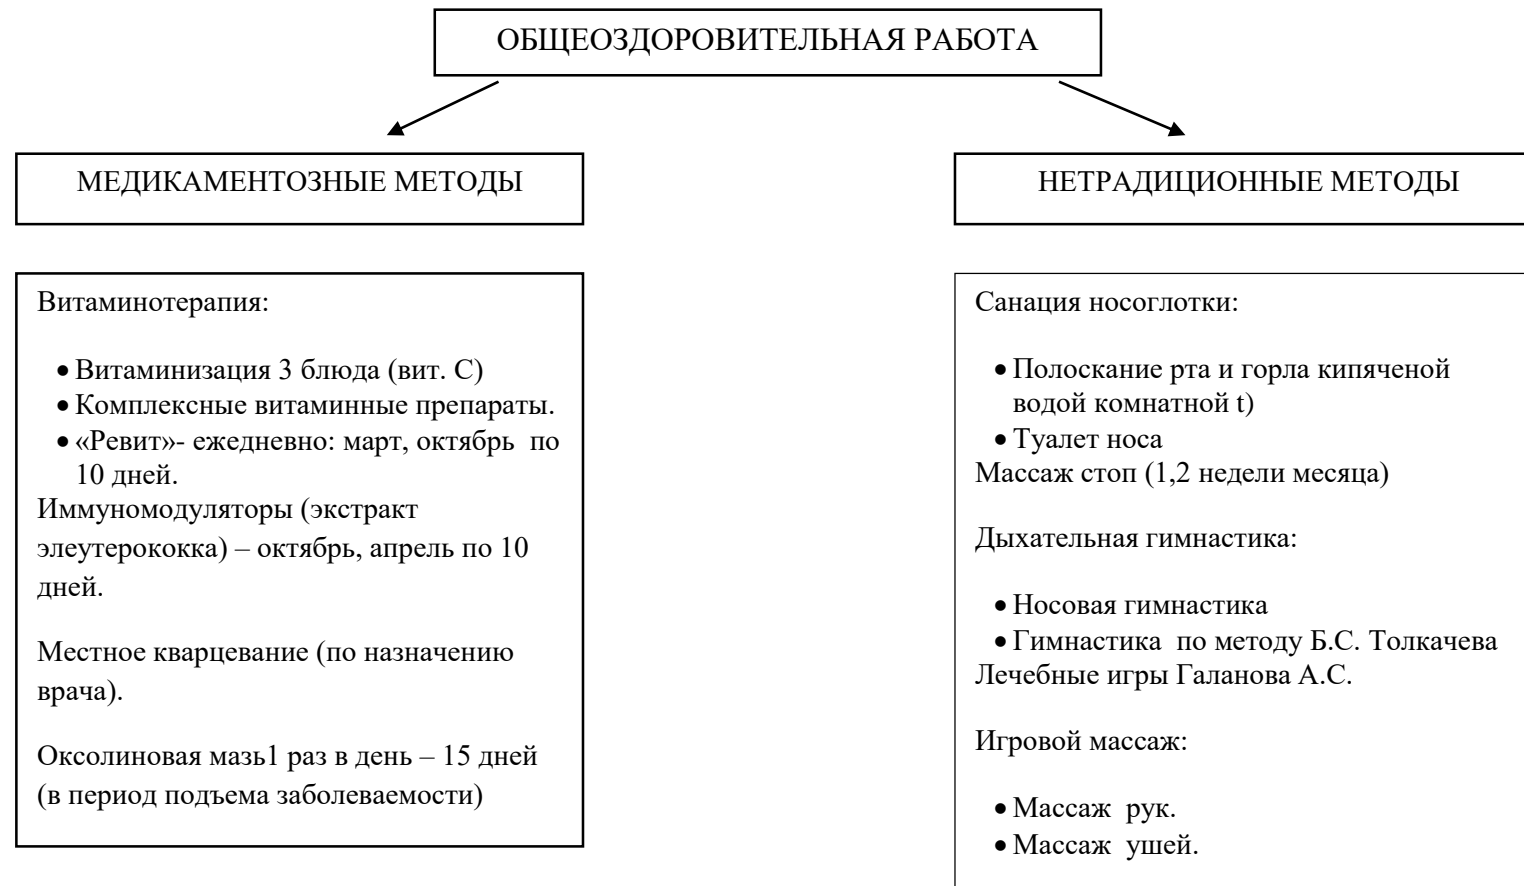 ОБЩЕОЗДОРОВИТЕЛЬНАЯ РАБОТА
МЕДИКАМЕНТОЗНЫЕ МЕТОДЫ
Витаминотерапия:
• Витаминизация 3 блюда (вит. С)
• Комплексные витаминные препараты.
• «Ревит»- ежедневно: март, октябрь по
10 дней.
Иммуномодуляторы (экстракт
элеутерококка) – октябрь, апрель по 10
дней.
Местное кварцевание (по назначению
врача).
Оксолиновая мазь1 раз в день – 15 дней
(в период подъема заболеваемости)
НЕТРАДИЦИОННЫЕ МЕТОДЫ
Санация носоглотки:
• Полоскание рта и горла кипяченой
водой комнатной t)
• Туалет носа
Массаж стоп (1,2 недели месяца)
Дыхательная гимнастика:
• Носовая гимнастика
• Гимнастика по методу Б.С. Толкачева
Лечебные игры Галанова А.С.
Игровой массаж:
• Массаж рук.
• Массаж ушей.